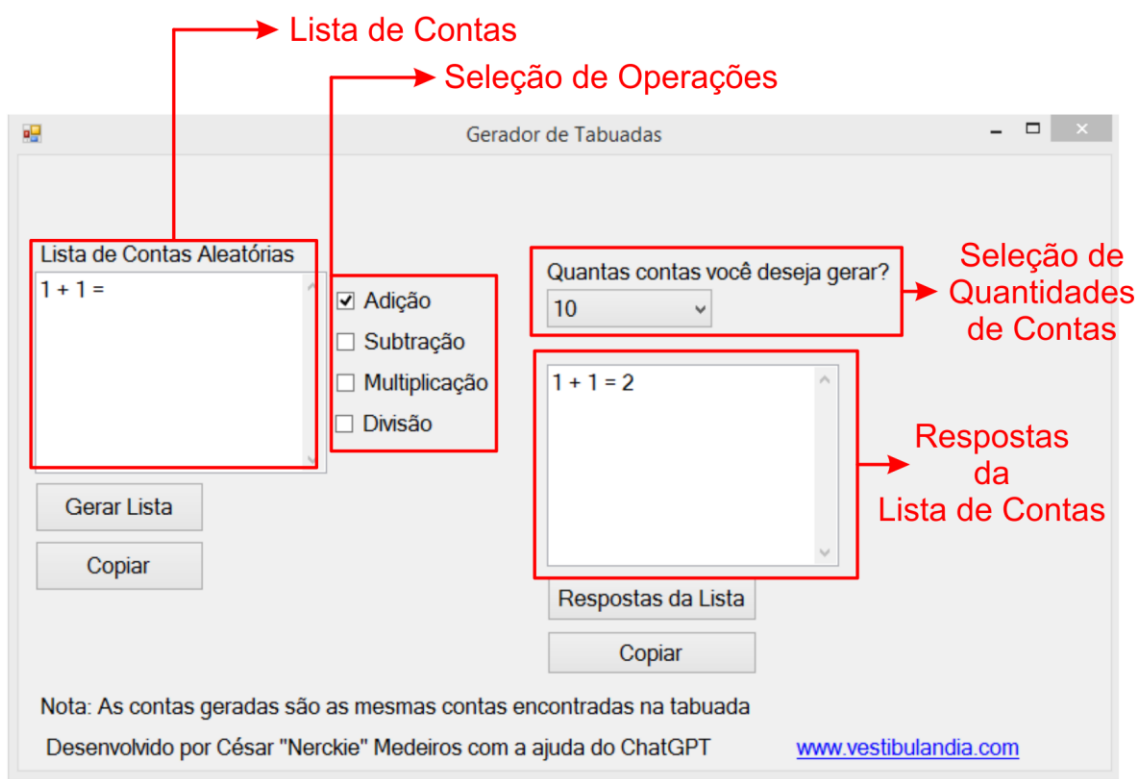 Lista de Contas
Seleção de Operações
Gerador de Tabuadas
Lista de Contas Aleatórias
1 + 1 =
Adição
Subtração
Multiplicação
Divisão
Quantas contas você deseja gerar?
10
Seleção de
Quantidades
de Contas
1 + 1 = 2
Respostas
da
Lista de Contas
Gerar Lista
Copiar
Respostas da Lista
Copiar
Nota: As contas geradas são as mesmas contas encontradas na tabuada
Desenvolvido por César "Nerckie" Medeiros com a ajuda do ChatGPT www.vestibulandia.com